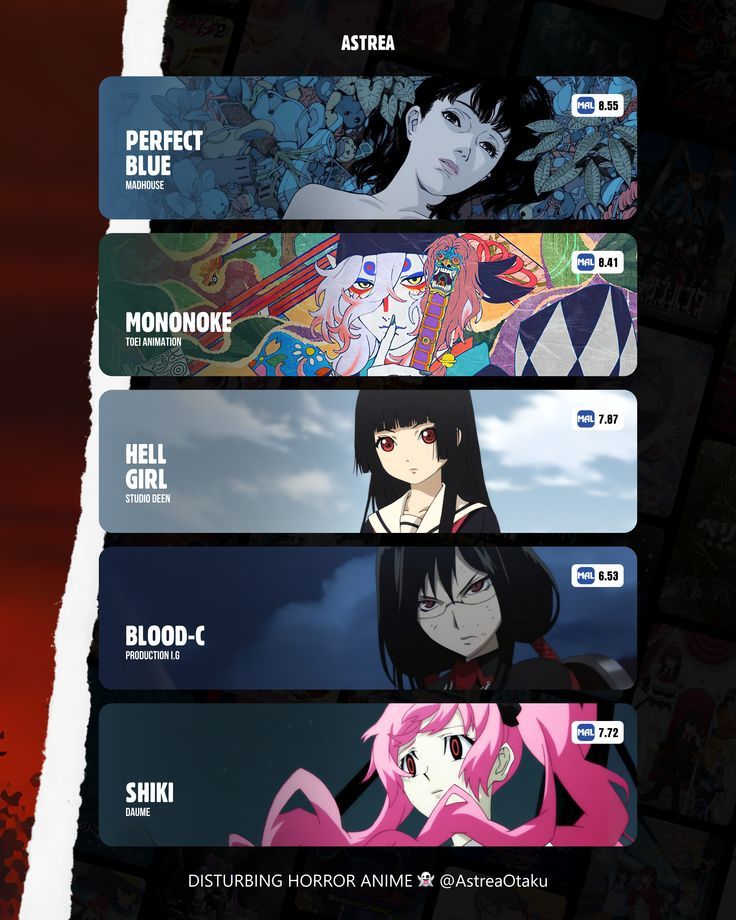 ASTREA
MAL 8.55
PERFECT
BLUE
MADHOUSE
MAL 8.41
MONONOKE
TOEI ANIMATION
MAL 7.87
HELL
GIRL
STUDIO DEEN
MAL 6.53
BLOOD-C
PRODUCTION I.G
MAL 7.72
SHIKI
DAUME
DISTURBING HORROR ANIME 👻 @AstreaOtaku